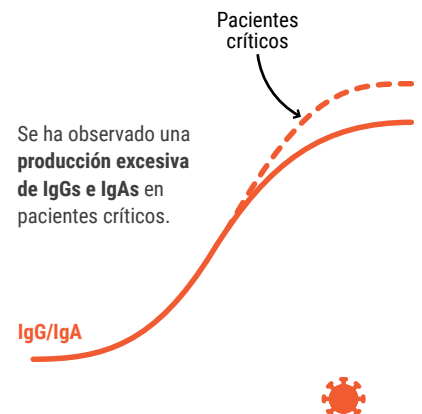 Pacientes
críticos
Se ha observado una
producción excesiva
de IgGs e IgAs en
pacientes críticos.
IgG/IgA